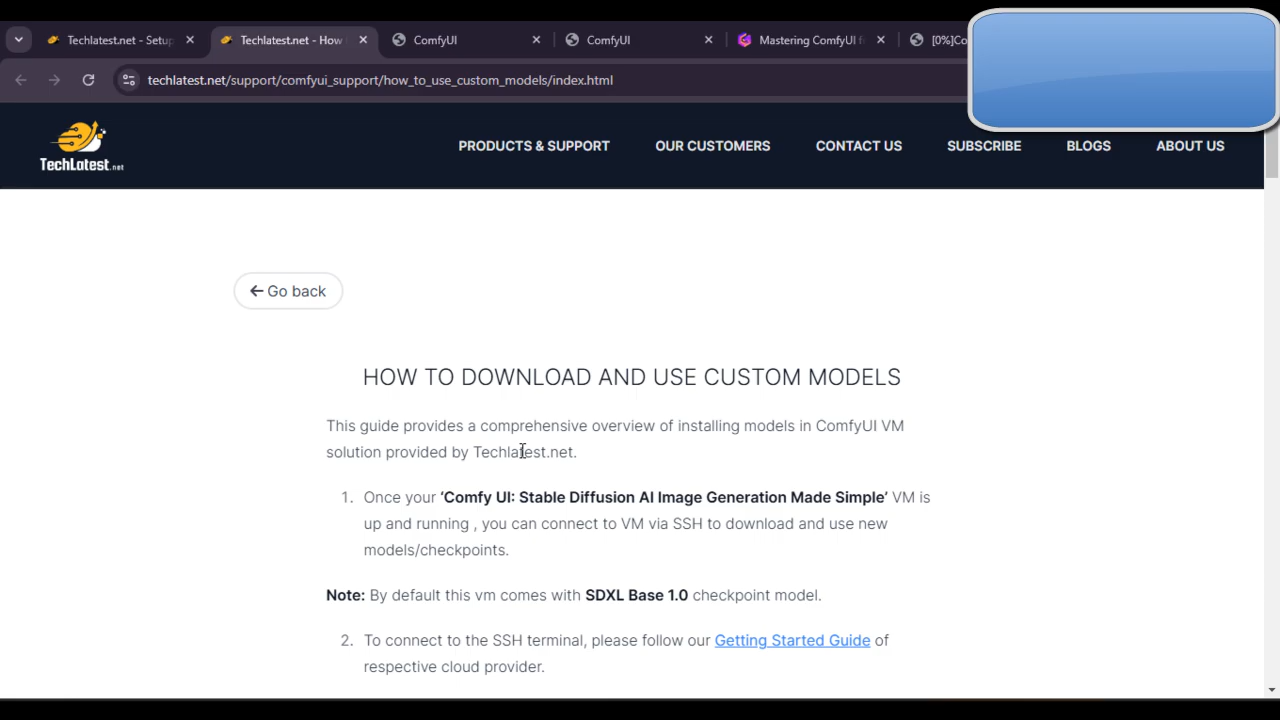 Techlatest.net - Setup
Techlatest.net - How
ComfyUI
ComfyUI
Mastering ComfyUI f
[0%]Co
techlatest.net/support/comfyui_support/how_to_use_custom_models/index.html
TechLatest.net
PRODUCTS & SUPPORT
OUR CUSTOMERS
CONTACT US
SUBSCRIBE
BLOGS
ABOUT US
← Go back
HOW TO DOWNLOAD AND USE CUSTOM MODELS
This guide provides a comprehensive overview of installing models in ComfyUI VM
solution provided by Techlatest.net.
1. Once your ‘Comfy UI: Stable Diffusion AI Image Generation Made Simple’ VM is
up and running , you can connect to VM via SSH to download and use new
models/checkpoints.
Note: By default this vm comes with SDXL Base 1.0 checkpoint model.
2. To connect to the SSH terminal, please follow our Getting Started Guide of
respective cloud provider.